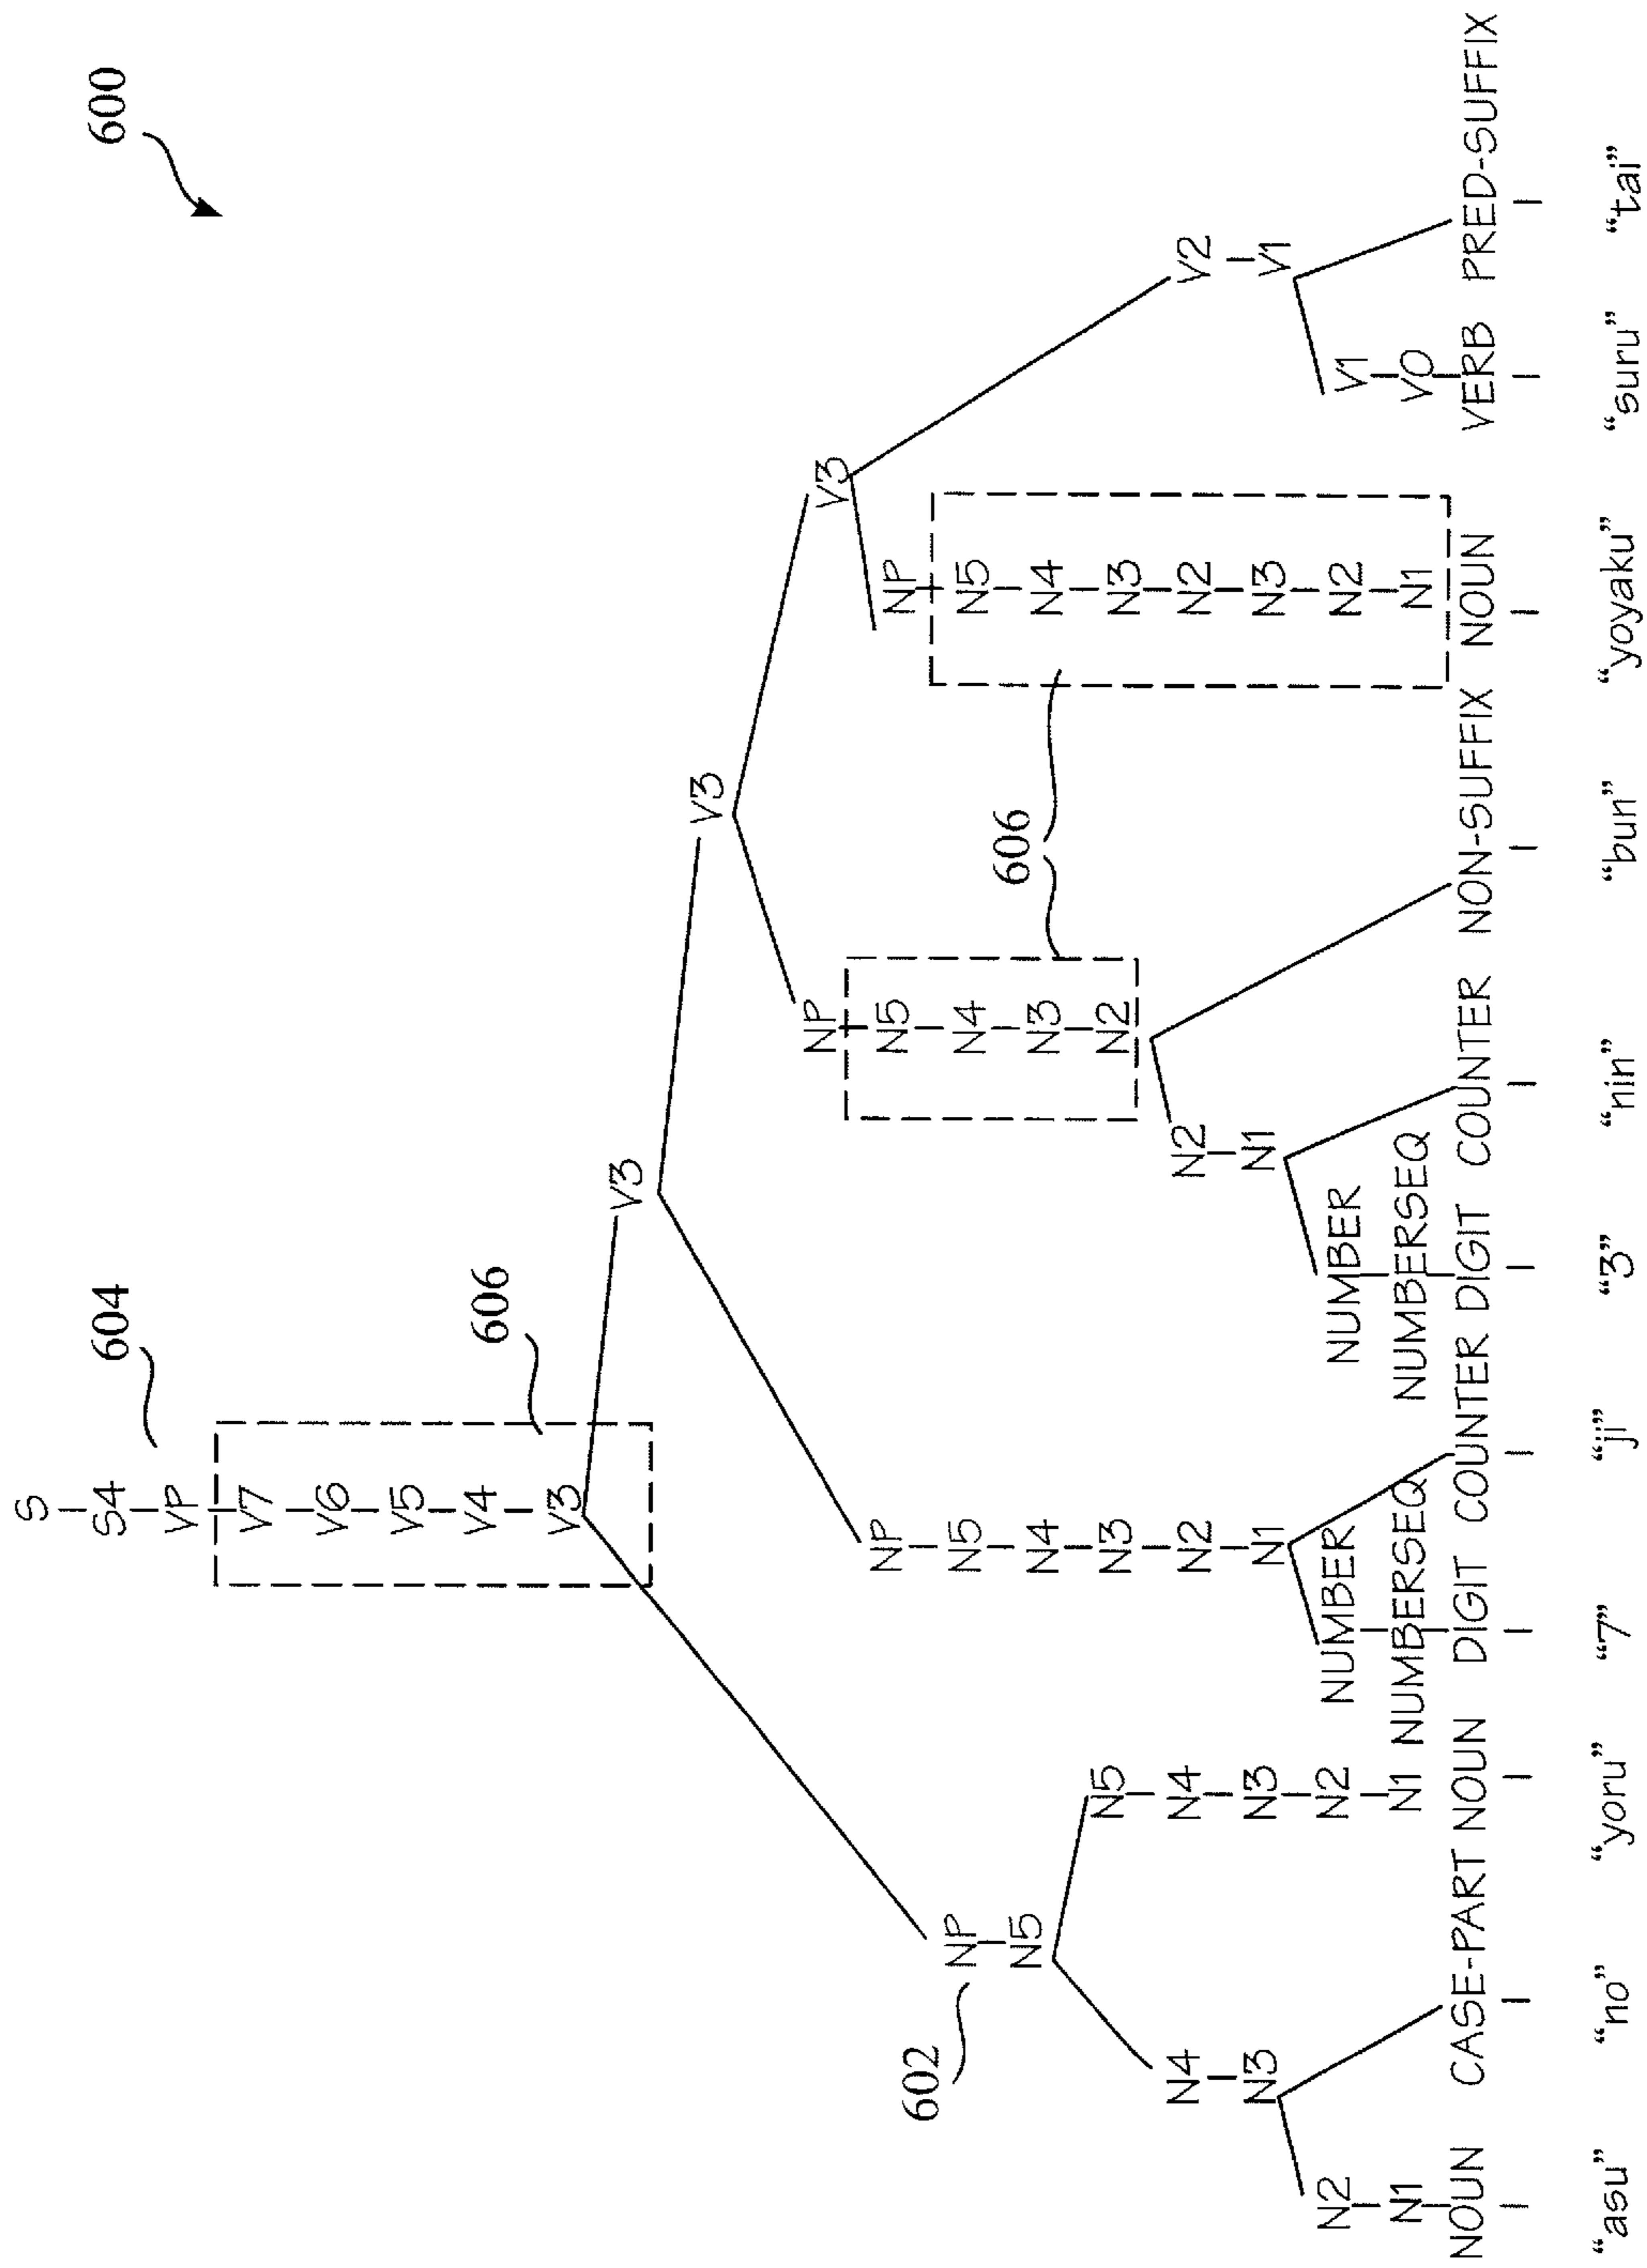 600
S
S4
604
VP
V7
V6
606
V5
V4
V3
V3
V3
V3
NP
NP
NP
NP
602
N5
N5
N5
N5
N4
N4
N4
N3
N3
N3
606
N2
N2
N2
N3
N1
N2
N1
N5
N4
N3
N2
N1
N4
N3
N2
N1
N2
N1
V2
V1
V1
V0
NUMBER
NUMBER
NUMBERSEQ
NUMBERSEQ
NOUN CASE-PART NOUN DIGIT COUNTER DIGIT COUNTER NON-SUFFIX NOUN VERB PRED-SUFFIX
“asu” “no” “yoru” “7” “ji” “3” “nin” “bun” “yoyaku” “suru” “tai”